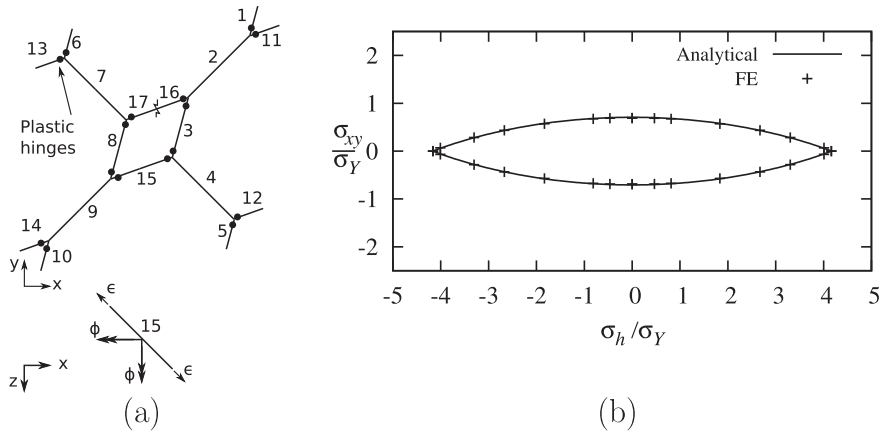 13 6 1 11
2
7
17 16
Plastic
hinges
8 3
15
4
9 12
5
14
10
y
x
ϵ
15
ϕ
x
z
ϕ
ϵ
(a)
Analytical
FE
2
1
0
-1
-2
σxy
σY
-5 -4 -3 -2 -1 0 1 2 3 4 5
σh /σY
(b)